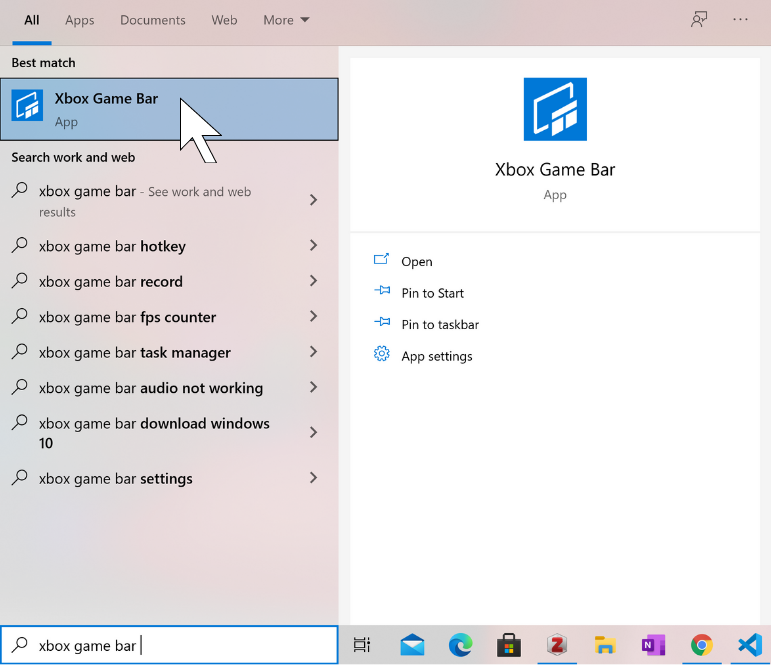 All Apps Documents Web More
Best match
Xbox Game Bar
App
Search work and web
xbox game bar - See work and web
results
xbox game bar hotkey
xbox game bar record
xbox game bar fps counter
xbox game bar task manager
xbox game bar audio not working
xbox game bar download windows
10
xbox game bar settings
Xbox Game Bar
App
Open
Pin to Start
Pin to taskbar
App settings
xbox game bar
Z
N